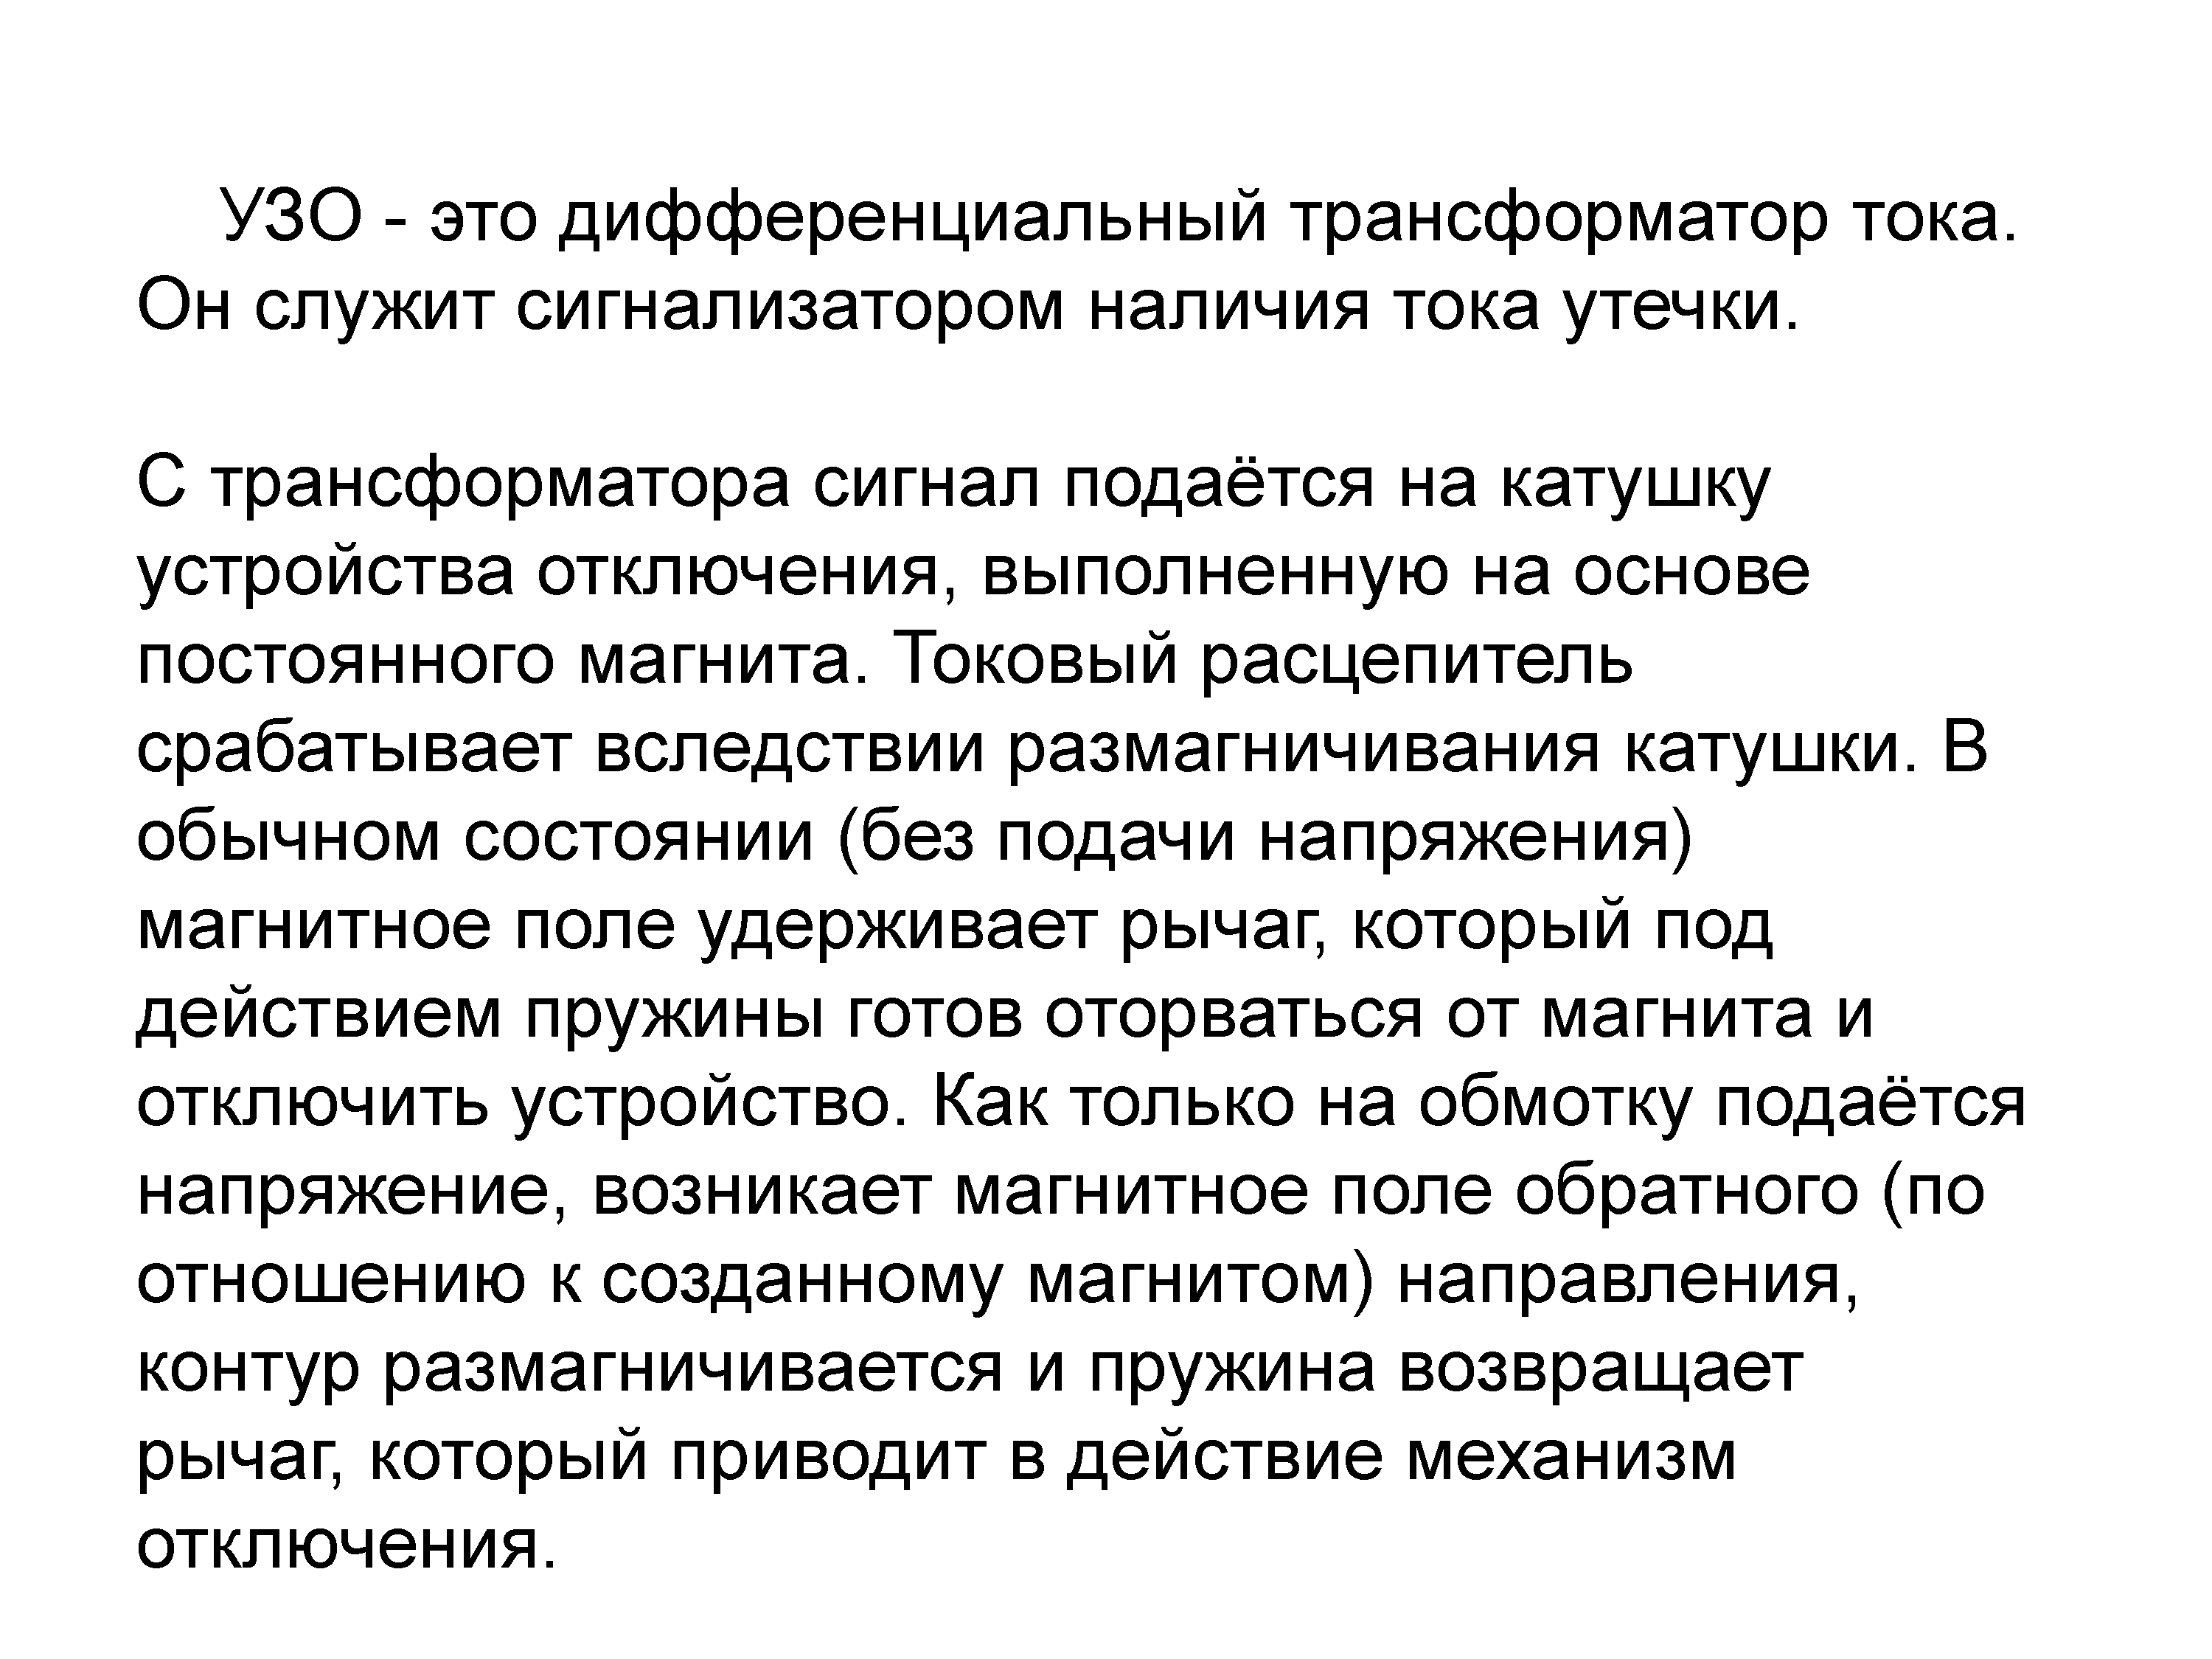 УЗО - это дифференциальный трансформатор тока.
Он служит сигнализатором наличия тока утечки.
С трансформатора сигнал подаётся на катушку
устройства отключения, выполненную на основе
постоянного магнита. Токовый расцепитель
срабатывает вследствии размагничивания катушки. В
обычном состоянии (без подачи напряжения)
магнитное поле удерживает рычаг, который под
действием пружины готов оторваться от магнита и
отключить устройство. Как только на обмотку подаётся
напряжение, возникает магнитное поле обратного (по
отношению к созданному магнитом) направления,
контур размагничивается и пружина возвращает
рычаг, который приводит в действие механизм
отключения.